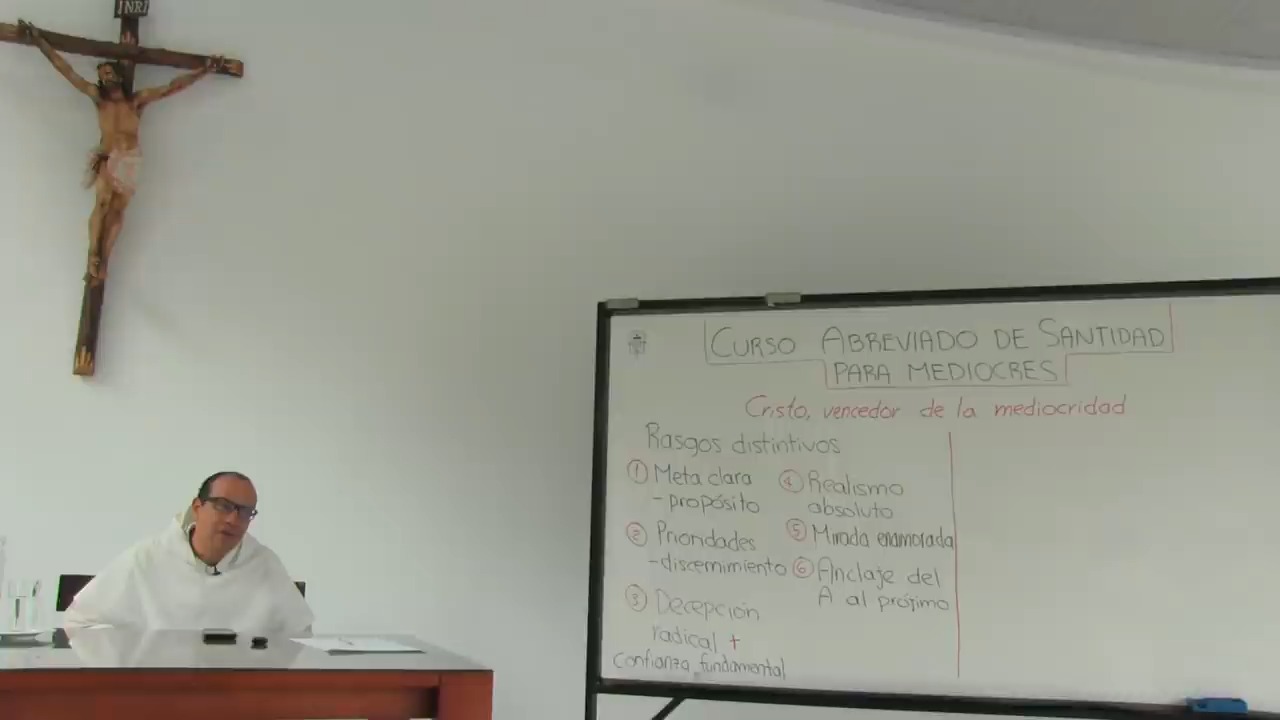 INRI
CURSO ABREVIADO DE SANTIDAD
PARA MEDIOCRES
Cristo, vencedor de la mediocridad
Rasgos distintivos
① Meta clara
- propósito
② Prioridades
- discernimiento
③ Decepción
radical +
confianza fundamental
④ Realismo
absoluto
⑤ Mirada enamorada
⑥ Anclaje del
A al prójimo